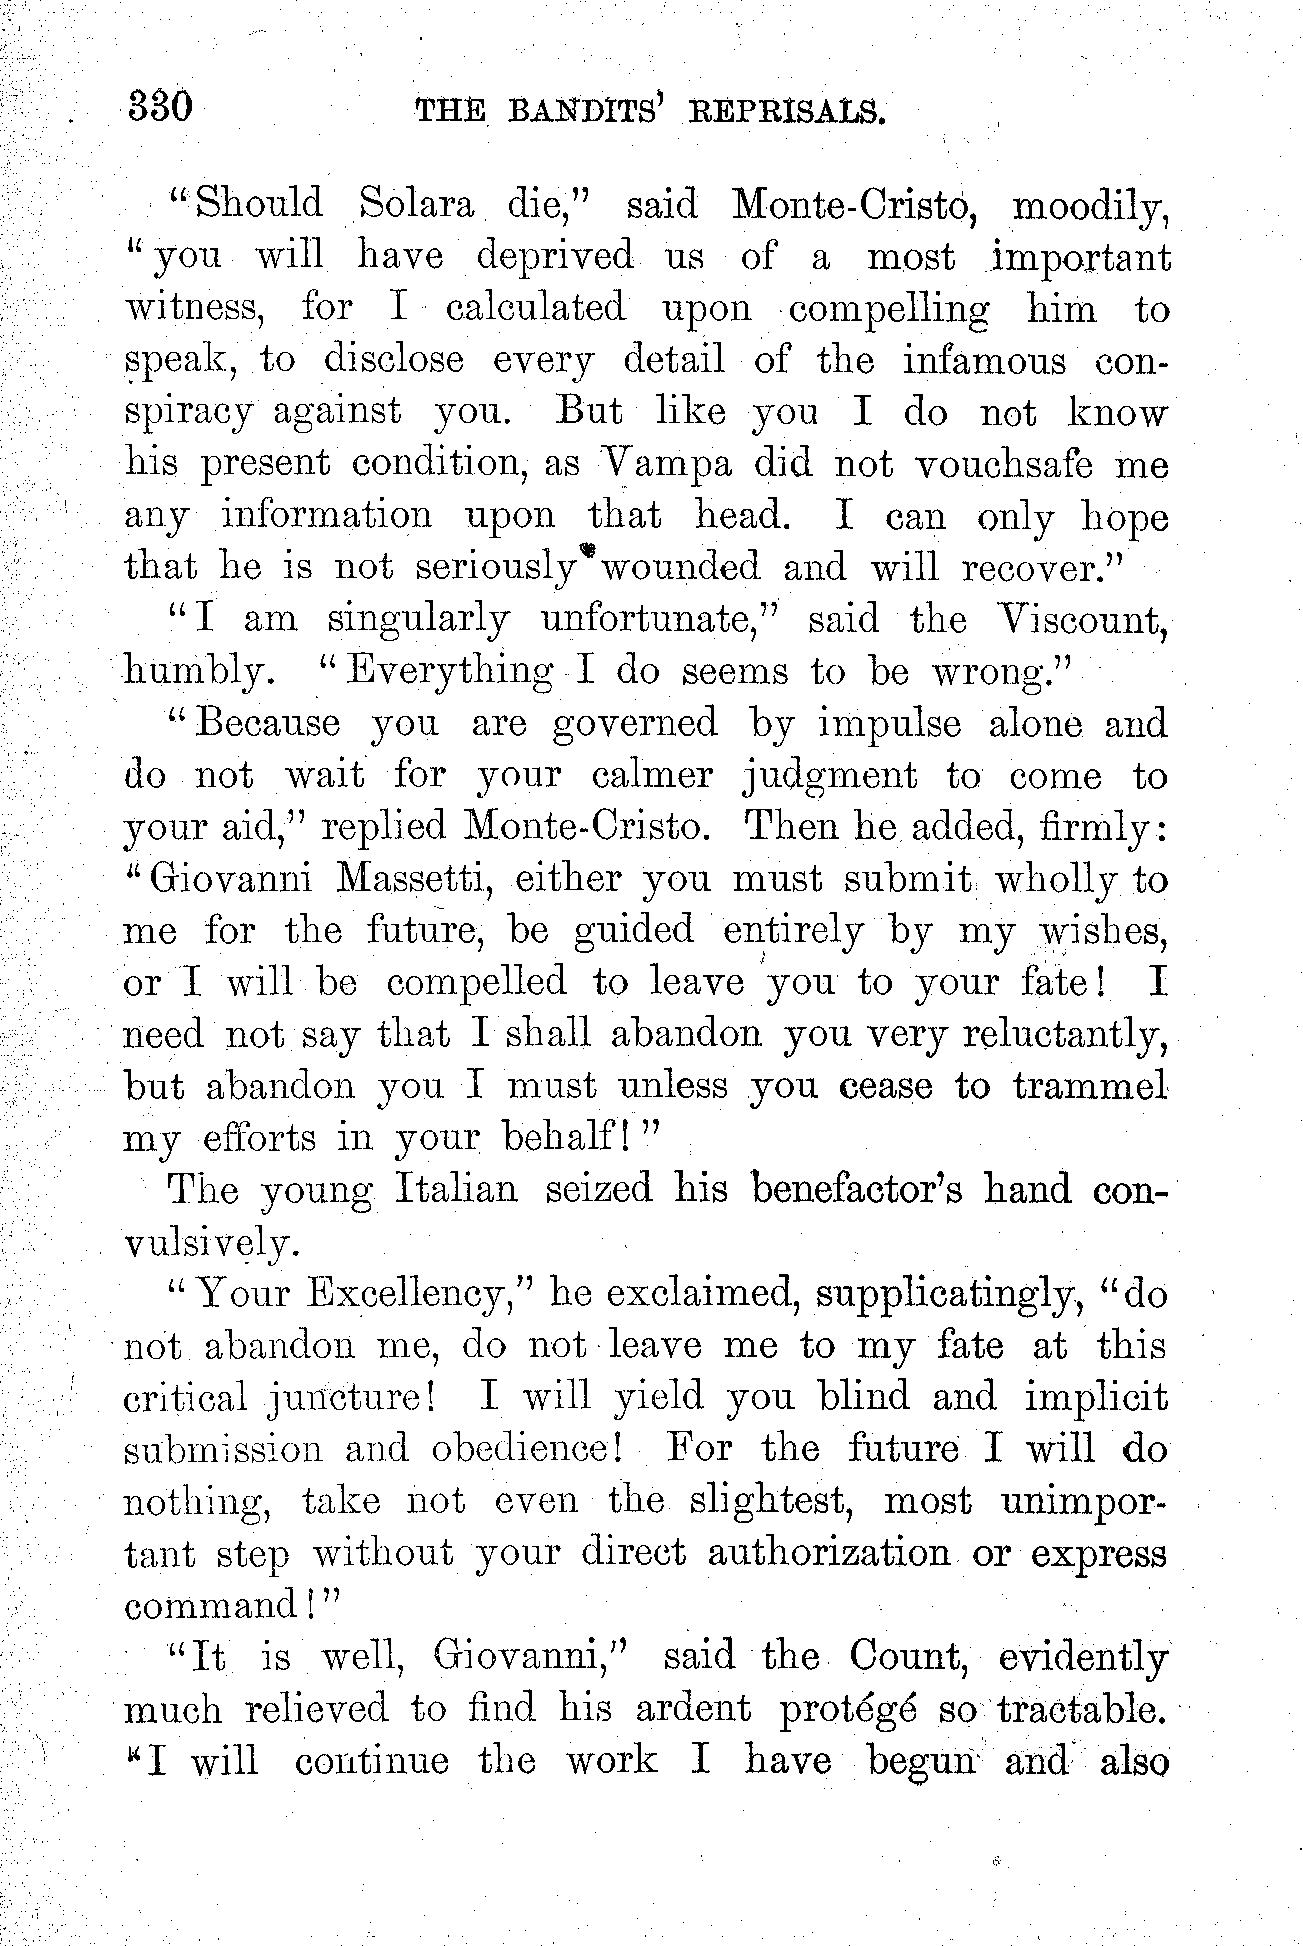 330 THE BANDITS' REPRISALS.
"Should Solara die," said Monte-Cristo, moodily,
"you will have deprived us of a most important
witness, for I calculated upon compelling him to
speak, to disclose every detail of the infamous con-
spiracy against you. But like you I do not know
his present condition, as Vampa did not vouchsafe me
any information upon that head. I can only hope
that he is not seriously wounded and will recover."
"I am singularly unfortunate," said the Viscount,
humbly. "Everything I do seems to be wrong."
"Because you are governed by impulse alone and
do not wait for your calmer judgment to come to
your aid," replied Monte-Cristo. Then he added, firmly:
"Giovanni Massetti, either you must submit wholly to
me for the future, be guided entirely by my wishes,
or I will be compelled to leave you to your fate! I
need not say that I shall abandon you very reluctantly,
but abandon you I must unless you cease to trammel
my efforts in your behalf!"
The young Italian seized his benefactor's hand con-
vulsively.
"Your Excellency," he exclaimed, supplicatingly, "do
not abandon me, do not leave me to my fate at this
critical juncture! I will yield you blind and implicit
submission and obedience! For the future I will do
nothing, take not even the slightest, most unimpor-
tant step without your direct authorization or express
command!"
"It is well, Giovanni," said the Count, evidently
much relieved to find his ardent protégé so tractable.
"I will continue the work I have begun and also